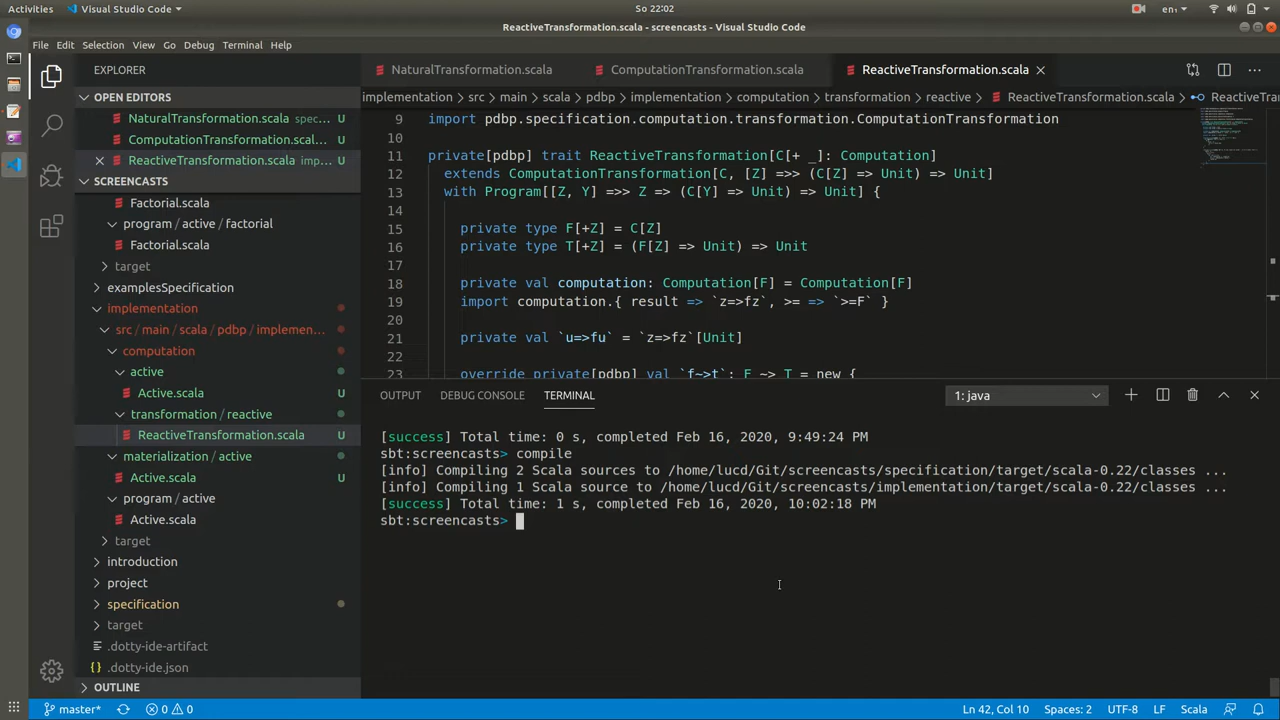 Activities
Visual Studio Code
So 22:02
en₁
ReactiveTransformation.scala - screencasts - Visual Studio Code
File Edit Selection View Go Debug Terminal Help
EXPLORER
OPEN EDITORS
NaturalTransformation.scala spec... U
ComputationTransformation.scal... U
ReactiveTransformation.scala imp... U
SCREENCASTS
Factorial.scala
program / active / factorial
Factorial.scala
target
examplesSpecification
implementation
src / main / scala / pdbp / implemen...
computation
active
Active.scala U
transformation / reactive
ReactiveTransformation.scala U
materialization / active
Active.scala U
program / active
Active.scala U
target
introduction
project
specification
target
.dotty-ide-artifact
{} .dotty-ide.json
OUTLINE
NaturalTransformation.scala ComputationTransformation.scala ReactiveTransformation.scala
implementation > src > main > scala > pdbp > implementation > computation > transformation > reactive > ReactiveTransformation.scala > ReactiveTr
9 import pdbp.specification.computation.transformation.ComputationTransformation
10
11 private[pdbp] trait ReactiveTransformation[C[+ _]: Computation]
12 extends ComputationTransformation[C, [Z] =>> (C[Z] => Unit) => Unit]
13 with Program[[Z, Y] =>> Z => (C[Y] => Unit) => Unit] {
14
15 private type F[+Z] = C[Z]
16 private type T[+Z] = (F[Z] => Unit) => Unit
17
18 private val computation: Computation[F] = Computation[F]
19 import computation.{ result => `z=>fz`, >= => `>=F` }
20
21 private val `u=>fu` = `z=>fz`[Unit]
22
23 override private[pdbp] val `f~>t`: F ~> T = new {
OUTPUT DEBUG CONSOLE TERMINAL
1: java
[success] Total time: 0 s, completed Feb 16, 2020, 9:49:24 PM
sbt:screencasts> compile
[info] Compiling 2 Scala sources to /home/lucd/Git/screencasts/specification/target/scala-0.22/classes ...
[info] Compiling 1 Scala source to /home/lucd/Git/screencasts/implementation/target/scala-0.22/classes ...
[success] Total time: 1 s, completed Feb 16, 2020, 10:02:18 PM
sbt:screencasts>
master* 0 0 Ln 42, Col 10 Spaces: 2 UTF-8 LF Scala